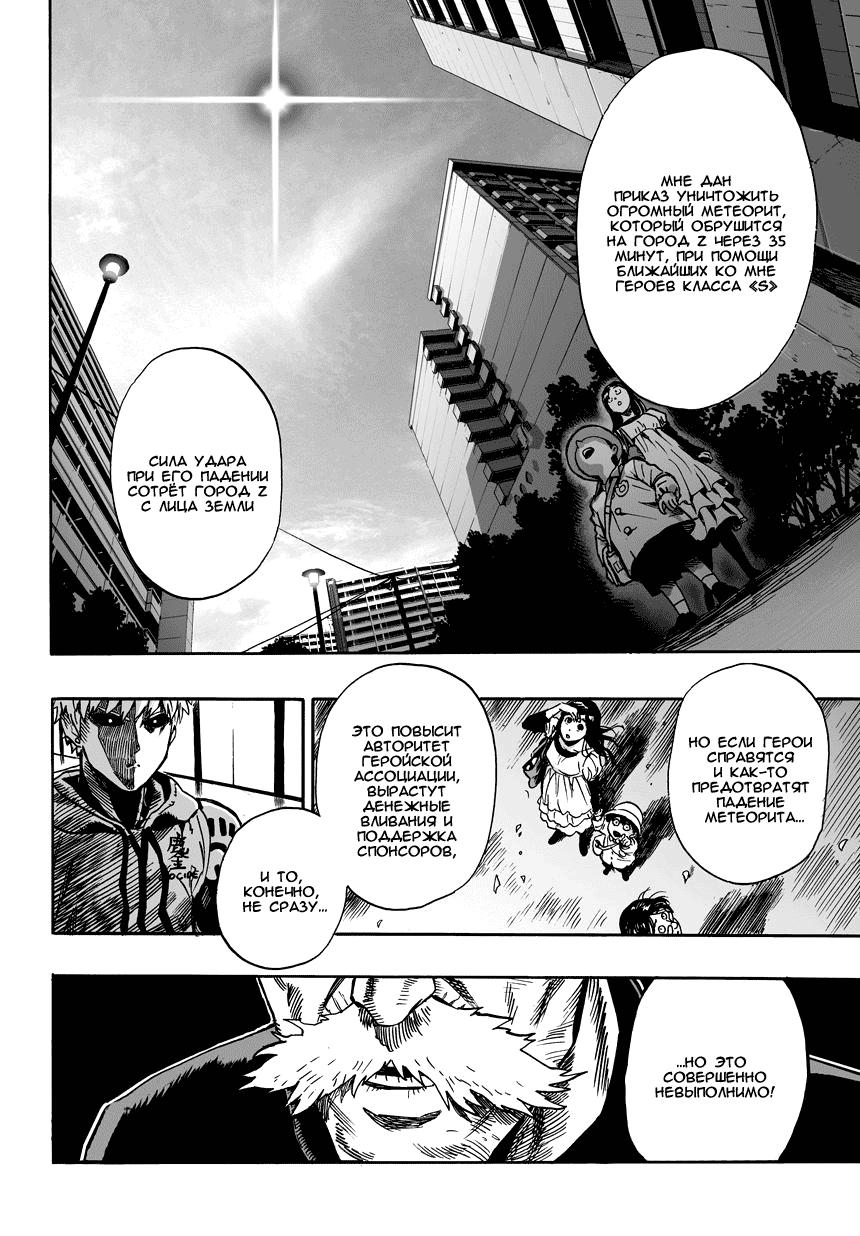 МНЕ ДАН
ПРИКАЗ УНИЧТОЖИТЬ
ОГРОМНЫЙ МЕТЕОРИТ,
КОТОРЫЙ ОБРУШИТСЯ
НА ГОРОД Z ЧЕРЕЗ 35
МИНУТ, ПРИ ПОМОЩИ
БЛИЖАЙШИХ КО МНЕ
ГЕРОЕВ КЛАССА «S»
СИЛА УДАРА
ПРИ ЕГО ПАДЕНИИ
СОТРЁТ ГОРОД Z
С ЛИЦА ЗЕМЛИ
НО ЕСЛИ ГЕРОИ
СПРАВЯТСЯ
И КАК-ТО
ПРЕДОТВРАТЯТ
ПАДЕНИЕ
МЕТЕОРИТА...
ЭТО ПОВЫСИТ
АВТОРИТЕТ
ГЕРОЙСКОЙ
АССОЦИАЦИИ,
ВЫРАСТУТ
ДЕНЕЖНЫЕ
ВЛИВАНИЯ И
ПОДДЕРЖКА
СПОНСОРОВ,
И ТО,
КОНЕЧНО,
НЕ СРАЗУ...
魔
OCIDE
...НО ЭТО
СОВЕРШЕННО
НЕВЫПОЛНИМО!